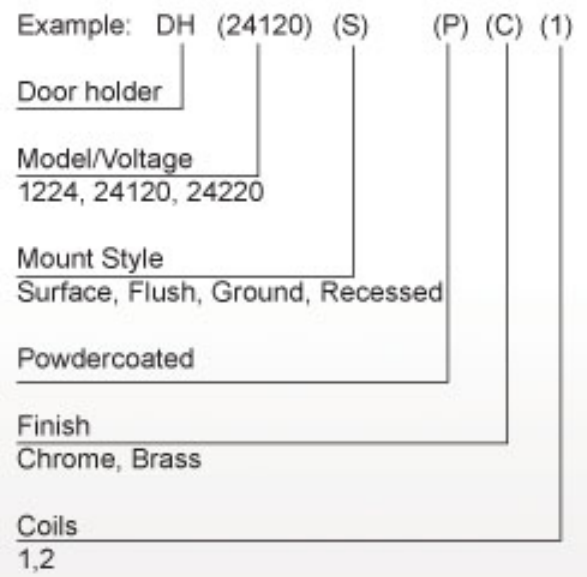 Example: DH (24120) (S) (P) (C) (1)
Door holder
Model/Voltage
1224, 24120, 24220
Mount Style
Surface, Flush, Ground, Recessed
Powdercoated
Finish
Chrome, Brass
Coils
1,2